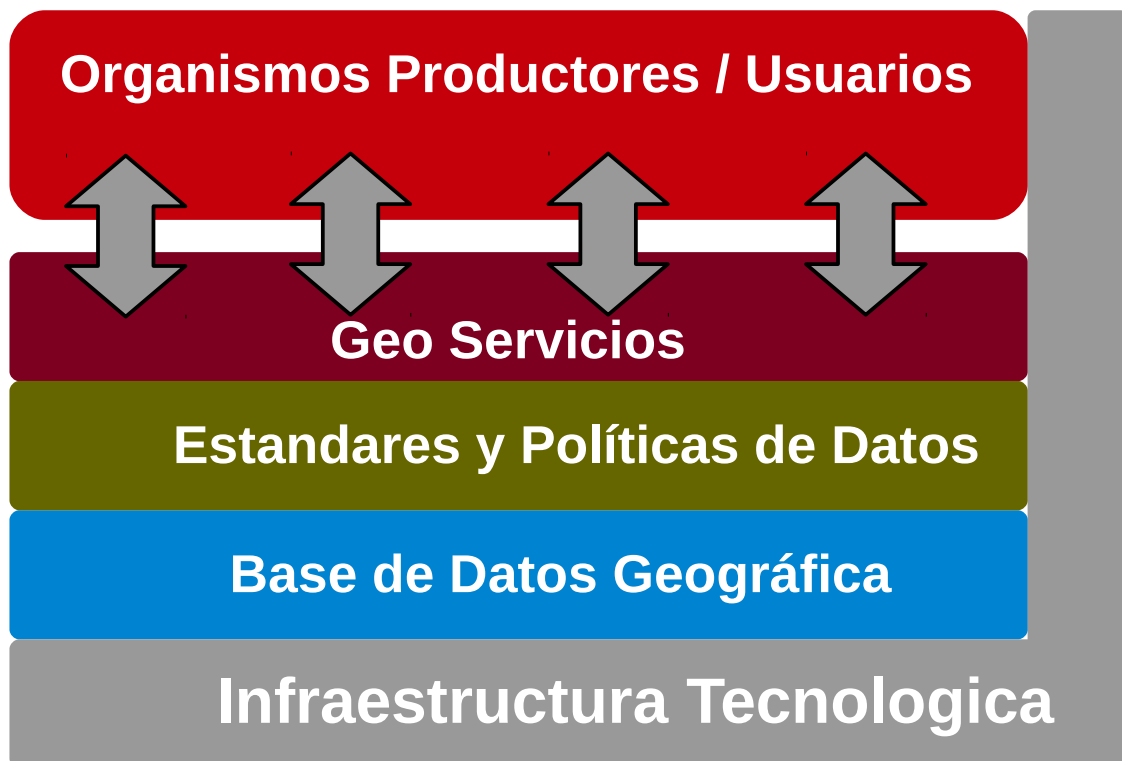 Organismos Productores / Usuarios
Geo Servicios
Estandares y Políticas de Datos
Base de Datos Geográfica
Infraestructura Tecnologica